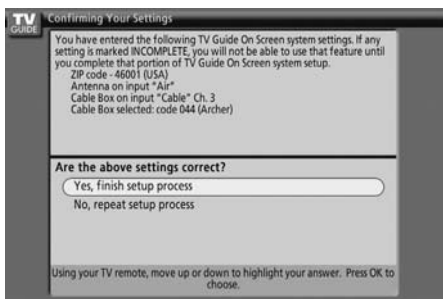 TV
GUIDE
Confirming Your Settings
You have entered the following TV Guide On Screen system settings. If any
setting is marked INCOMPLETE, you will not be able to use that feature until
you complete that portion of TV Guide On Screen system setup.
ZIP code - 46001 (USA)
Antenna on input "Air"
Cable Box on input "Cable" Ch. 3
Cable Box selected: code 044 (Archer)
Are the above settings correct?
Yes, finish setup process
No, repeat setup process
Using your TV remote, move up or down to highlight your answer. Press OK to
choose.